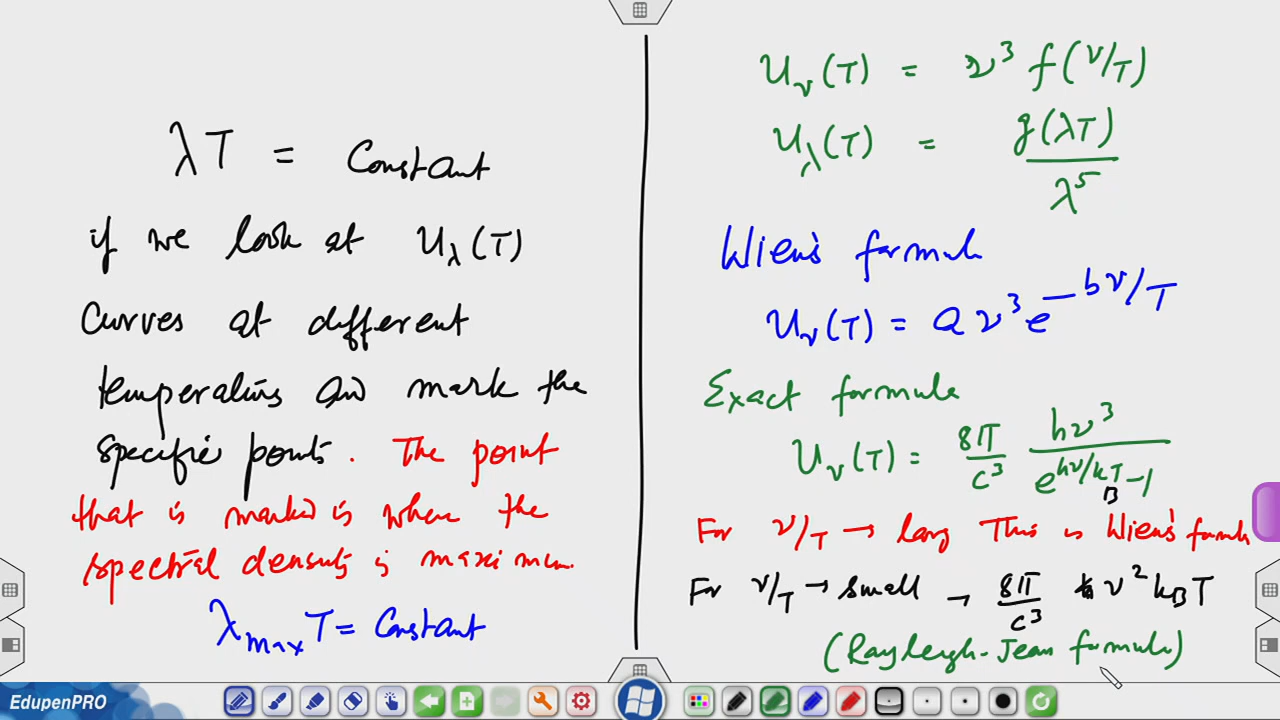 λT = Constant
if we look at U_λ(T)
Curves at different
temperatures and mark the
specific points. The point
that is marked is where the
spectral density is maximum.
λ_max T = Constant
U_ν(T) = ν³ f(ν/T)
U_λ(T) = g(λT)/λ⁵
Wien's formula
U_ν(T) = a ν³ e^(-bν/T)
Exact formula
U_ν(T) = 8π/c³ hν³/(e^(hν/k_BT) - 1)
For ν/T → large This is Wien's formula
For ν/T → small → 8π/c³ ν² k_B T
(Rayleigh-Jean formula)
EdupenPRO